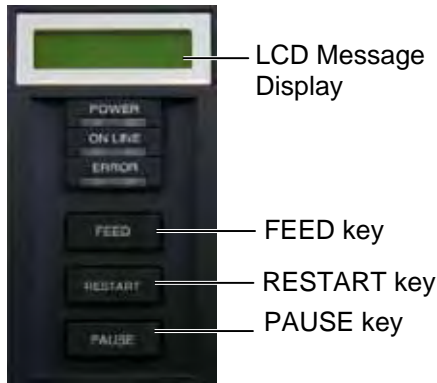 LCD Message
Display
POWER
ON LINE
ERROR
FEED
FEED key
RESTART
RESTART key
PAUSE
PAUSE key